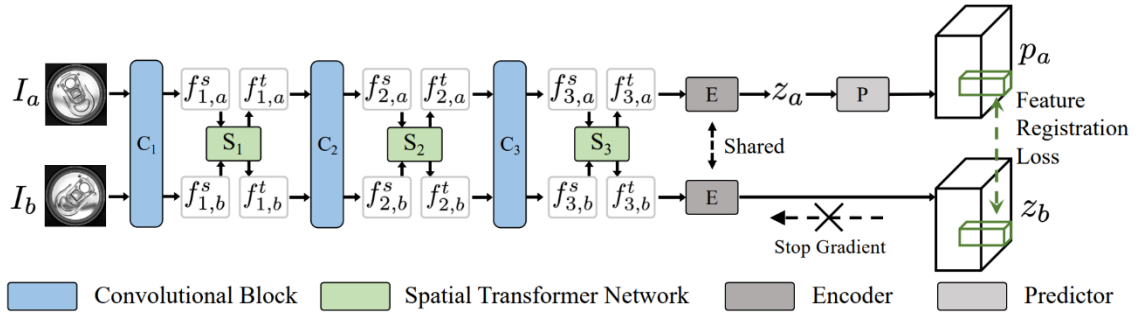 I_a C_1 f^s_{1,a} f^t_{1,a} C_2 f^s_{2,a} f^t_{2,a} C_3 f^s_{3,a} f^t_{3,a} E z_a P p_a
S_1 S_2 S_3 Shared
Feature
Registration
Loss
I_b f^s_{1,b} f^t_{1,b} f^s_{2,b} f^t_{2,b} f^s_{3,b} f^t_{3,b} E z_b
Stop Gradient
Convolutional Block Spatial Transformer Network Encoder Predictor